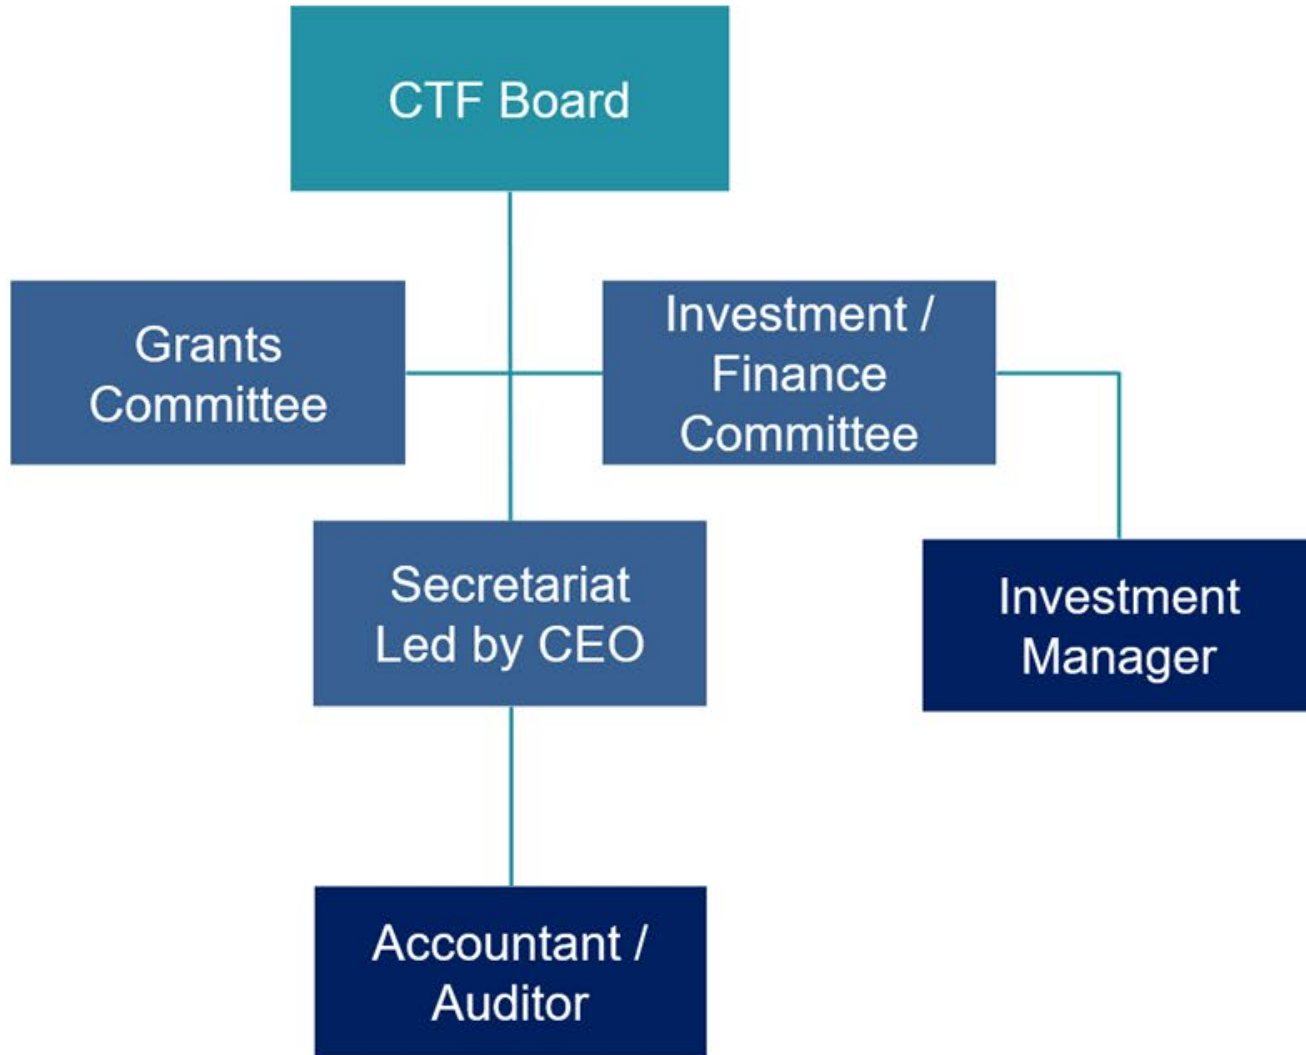 CTF Board
Grants
Committee
Investment /
Finance
Committee
Secretariat
Led by CEO
Investment
Manager
Accountant /
Auditor